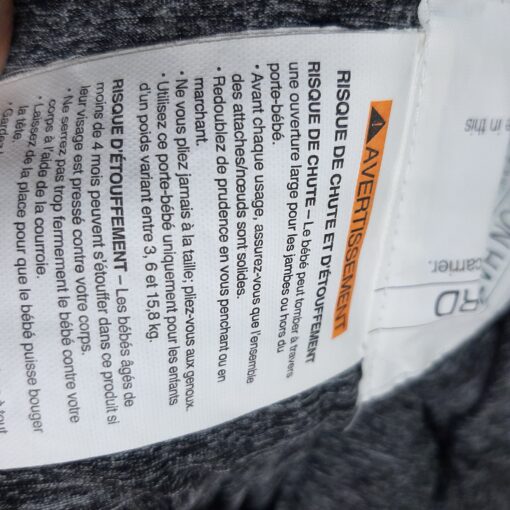 AVERTISSEMENT
RISQUE DE CHUTE ET D'ÉTOUFFEMENT
RISQUE DE CHUTE – Le bébé peut tomber à travers
une ouverture large pour les jambes ou hors du
porte-bébé.
• Avant chaque usage, assurez-vous que l'ensemble
des attaches/nœuds sont solides.
• Redoublez de prudence en vous penchant ou en
marchant.
• Ne vous pliez jamais à la taille; pliez-vous aux genoux.
• Utilisez ce porte-bébé uniquement pour les enfants
d'un poids variant entre 3, 6 et 15,8 kg.
RISQUE D'ÉTOUFFEMENT – Les bébés âgés de
moins de 4 mois peuvent s'étouffer dans ce produit si
leur visage est pressé contre votre corps.
• Ne serrez pas trop fermement le bébé contre votre
corps à l'aide de la courroie.
• Laissez de la place pour que le bébé puisse bouger
la tête.
• Gardez
à tout
in this
carrier.
RD